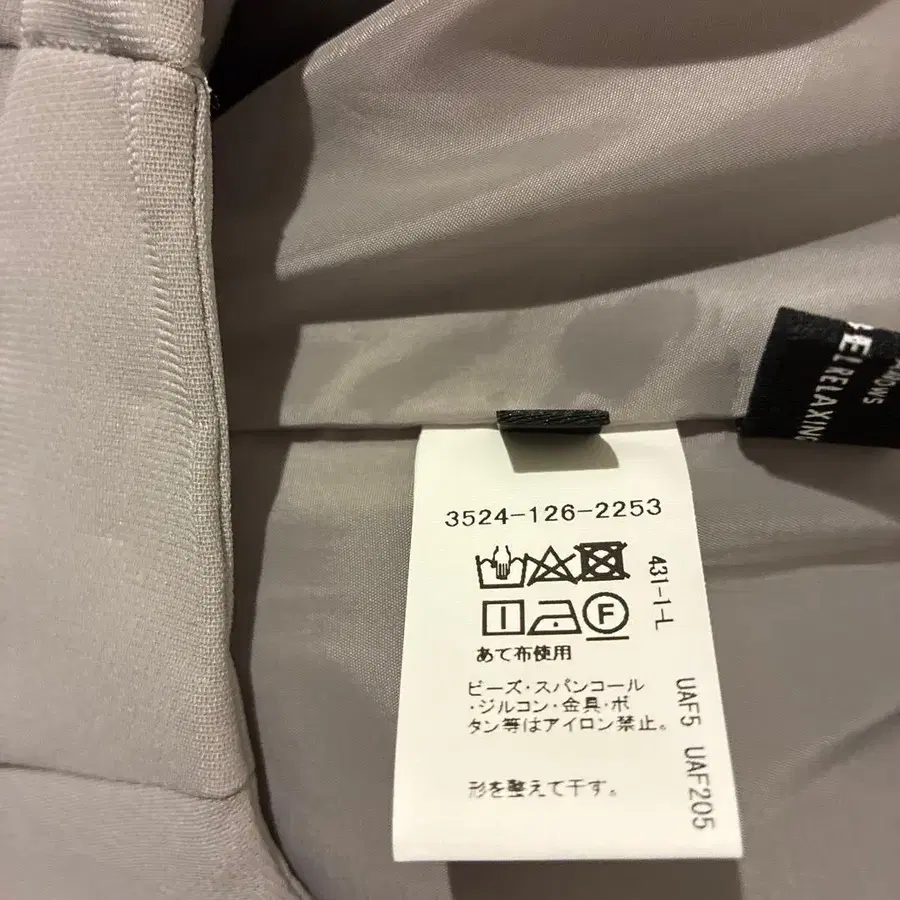 3524-126-2253
F
あて布使用
ビーズ・スパンコール
・ジルコン・金具・ボ
タン等はアイロン禁止。
形を整えて干す。
431-1-L
UAF5 UAF205
RELAXING